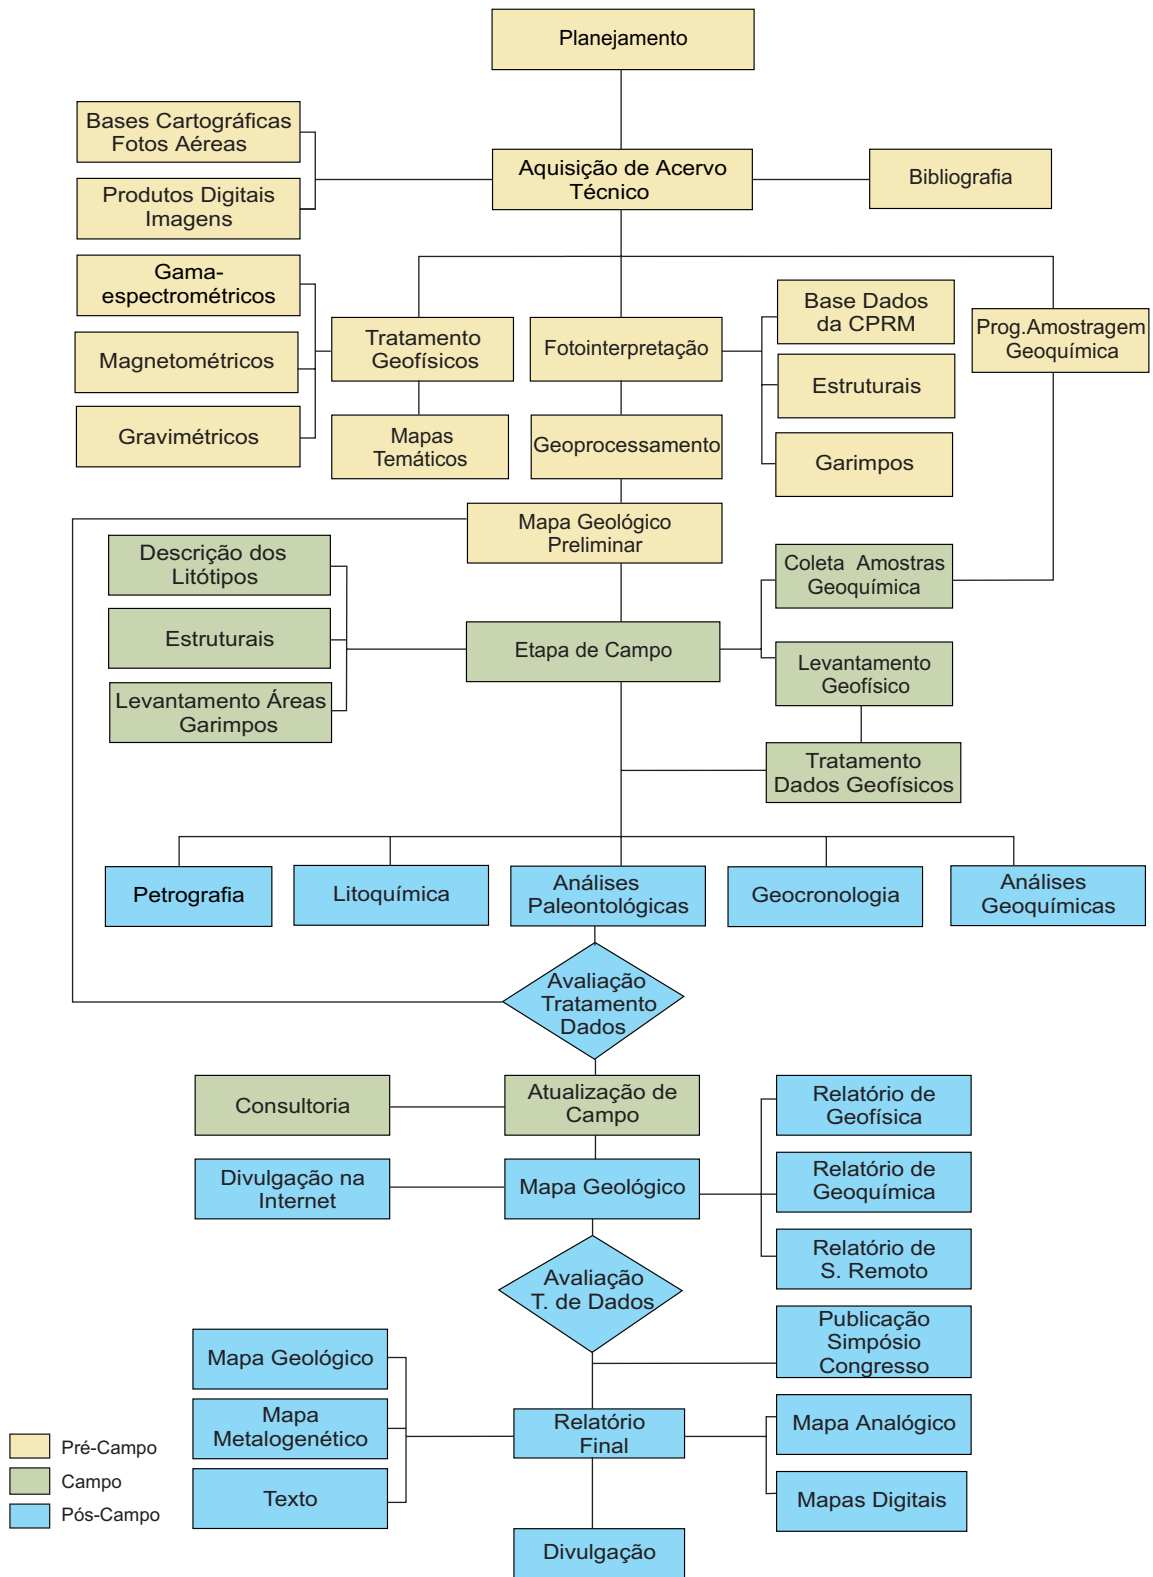 Planejamento
Bases Cartográficas
Fotos Aéreas
Aquisição de Acervo
Técnico
Bibliografia
Produtos Digitais
Imagens
Gama-
espectrométricos
Magnetométricos
Gravimétricos
Tratamento
Geofísicos
Mapas
Temáticos
Fotointerpretação
Geoprocessamento
Base Dados
da CPRM
Estruturais
Garimpos
Prog.Amostragem
Geoquímica
Mapa Geológico
Preliminar
Descrição dos
Litótipos
Estruturais
Levantamento Áreas
Garimpos
Etapa de Campo
Coleta Amostras
Geoquímica
Levantamento
Geofísico
Tratamento
Dados Geofísicos
Petrografia
Litoquímica
Análises
Paleontológicas
Geocronologia
Análises
Geoquímicas
Avaliação
Tratamento
Dados
Consultoria
Atualização de
Campo
Divulgação na
Internet
Mapa Geológico
Relatório de
Geofísica
Relatório de
Geoquímica
Relatório de
S. Remoto
Avaliação
T. de Dados
Publicação
Simpósio
Congresso
Mapa Geológico
Mapa
Metalogenético
Texto
Relatório
Final
Mapa Analógico
Mapas Digitais
Divulgação
Pré-Campo
Campo
Pós-Campo